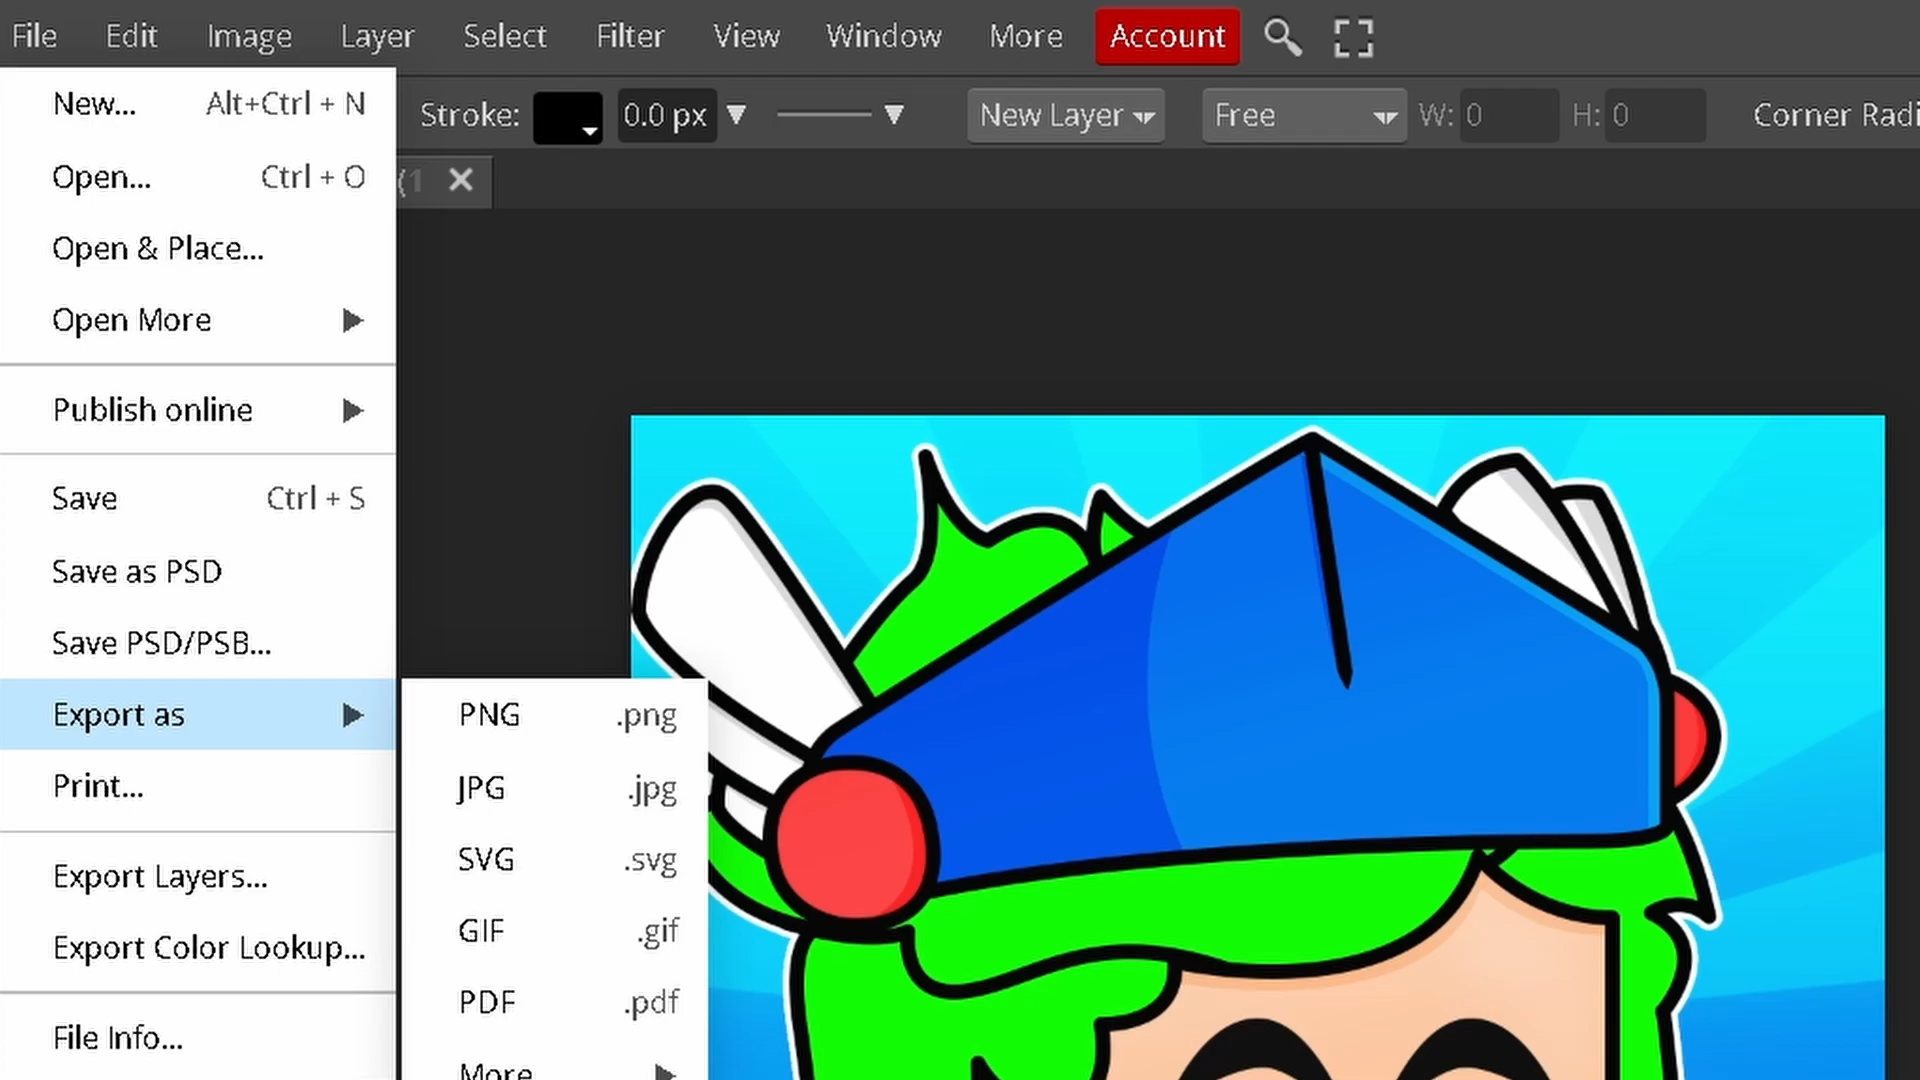 File Edit Image Layer Select Filter View Window More Account
Stroke: 0.0 px New Layer Free W: 0 H: 0 Corner Radi
(1
New... Alt+Ctrl + N
Open... Ctrl + O
Open & Place...
Open More
Publish online
Save Ctrl + S
Save as PSD
Save PSD/PSB...
Export as
Print...
Export Layers...
Export Color Lookup...
File Info...
PNG .png
JPG .jpg
SVG .svg
GIF .gif
PDF .pdf
More